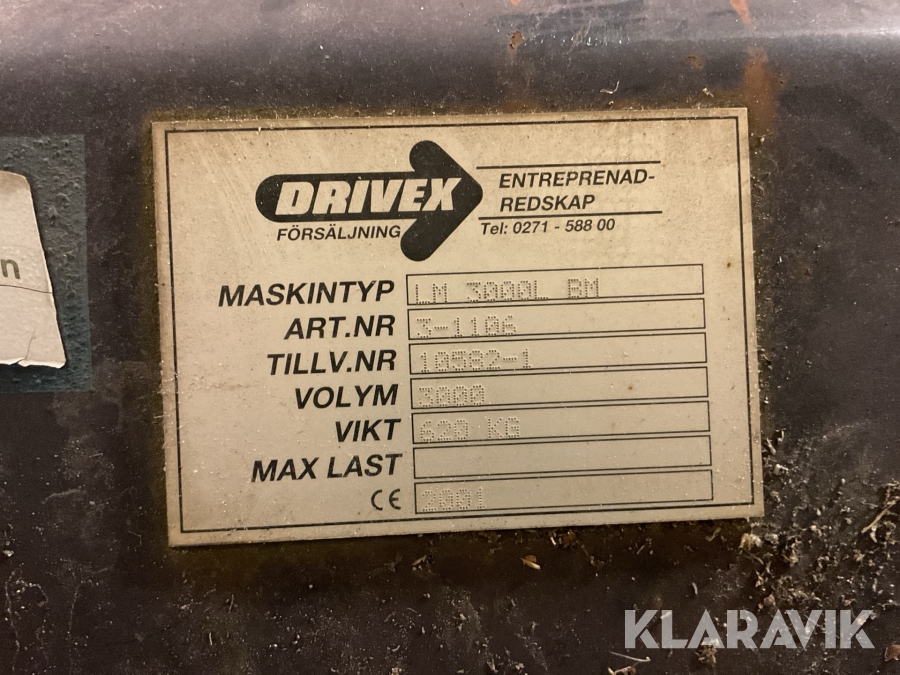 DRIVEX
FÖRSÄLJNING
ENTREPRENAD-
REDSKAP
Tel: 0271 - 588 00
MASKINTYP LM 3000L BM
ART.NR 3-1106
TILLV.NR 10582-1
VOLYM 3000
VIKT 620 KG
MAX LAST
CE 2001
n
KLARAVIK